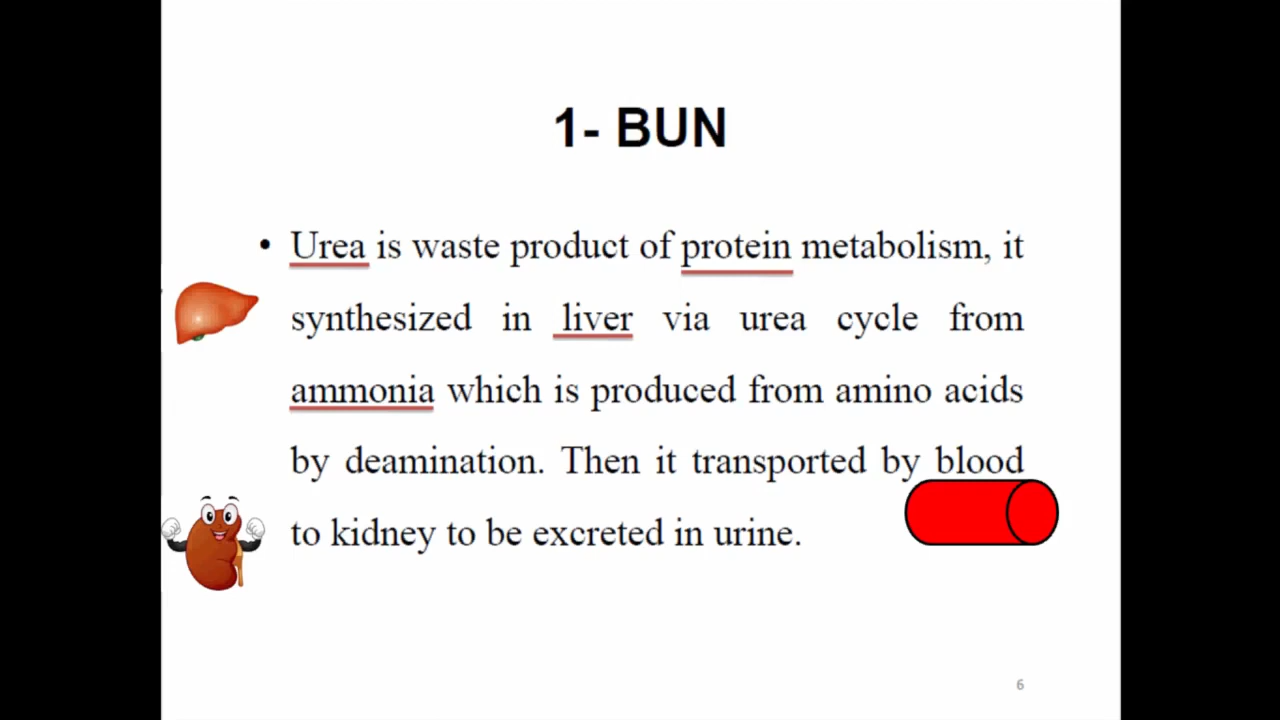 1- BUN
• Urea is waste product of protein metabolism, it
synthesized in liver via urea cycle from
ammonia which is produced from amino acids
by deamination. Then it transported by blood
to kidney to be excreted in urine.
6